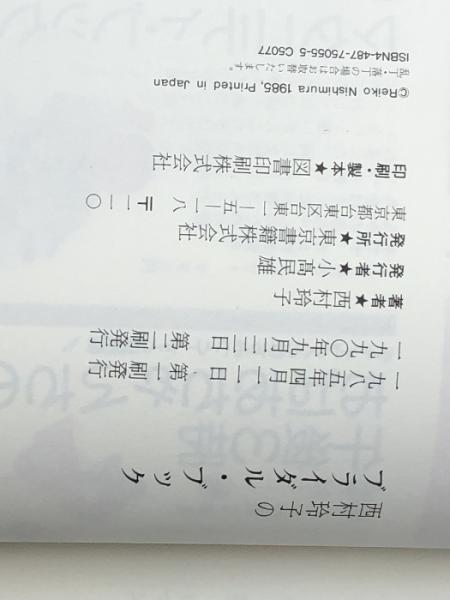 西村玲子の
ブライダル・ブック
一九八五年四月一一日　第一刷発行
一九九〇年九月二一日　第二刷発行
著者★西村玲子
発行者★小高民雄
発行所★東京書籍株式会社
東京都台東区台東一―五―一八　〒一一〇
印刷・製本★図書印刷株式会社
©Reiko Nishimura 1985, Printed in Japan
乱丁・落丁の場合はお取替いたします。
ISBN4-487-75055-5 C5077